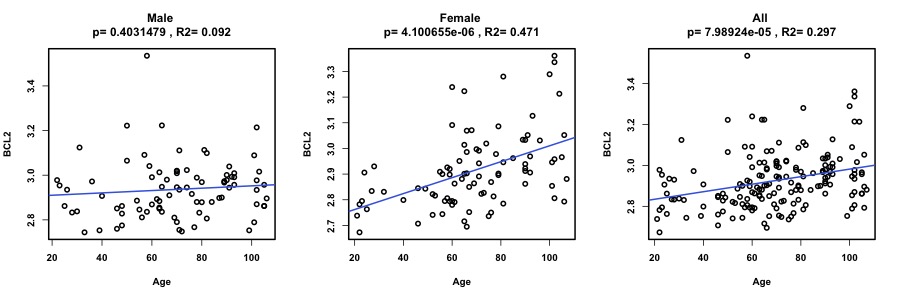 Male
p= 0.4031479 , R2= 0.092
BCL2
3.4
3.2
3.0
2.8
20 40 60 80 100
Age
Female
p= 4.100655e-06 , R2= 0.471
BCL2
3.3
3.2
3.1
3.0
2.9
2.8
2.7
20 40 60 80 100
Age
All
p= 7.98924e-05 , R2= 0.297
BCL2
3.4
3.2
3.0
2.8
20 40 60 80 100
Age